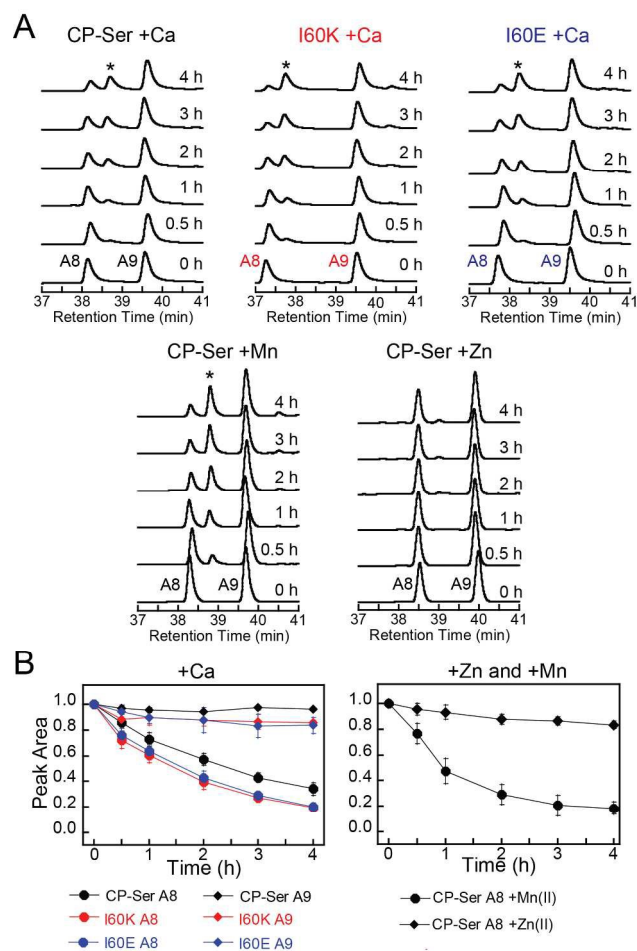 A
CP-Ser +Ca
I60K +Ca
I60E +Ca
*
4 h
3 h
2 h
1 h
0.5 h
A8 A9 0 h
37 38 39 40 41
Retention Time (min)
*
4 h
3 h
2 h
1 h
0.5 h
A8 A9 0 h
37 38 39 40 41
Retention Time (min)
*
4 h
3 h
2 h
1 h
0.5 h
A8 A9 0 h
37 38 39 40 41
Retention Time (min)
CP-Ser +Mn
*
4 h
3 h
2 h
1 h
0.5 h
A8 A9 0 h
37 38 39 40 41
Retention Time (min)
CP-Ser +Zn
4 h
3 h
2 h
1 h
0.5 h
A8 A9 0 h
37 38 39 40 41
Retention Time (min)
B
+Ca
Peak Area
1.0
0.8
0.6
0.4
0.2
0.0
0 1 2 3 4
Time (h)
CP-Ser A8 CP-Ser A9
I60K A8 I60K A9
I60E A8 I60E A9
+Zn and +Mn
1.0
0.8
0.6
0.4
0.2
0.0
0 1 2 3 4
Time (h)
CP-Ser A8 +Mn(II)
CP-Ser A8 +Zn(II)